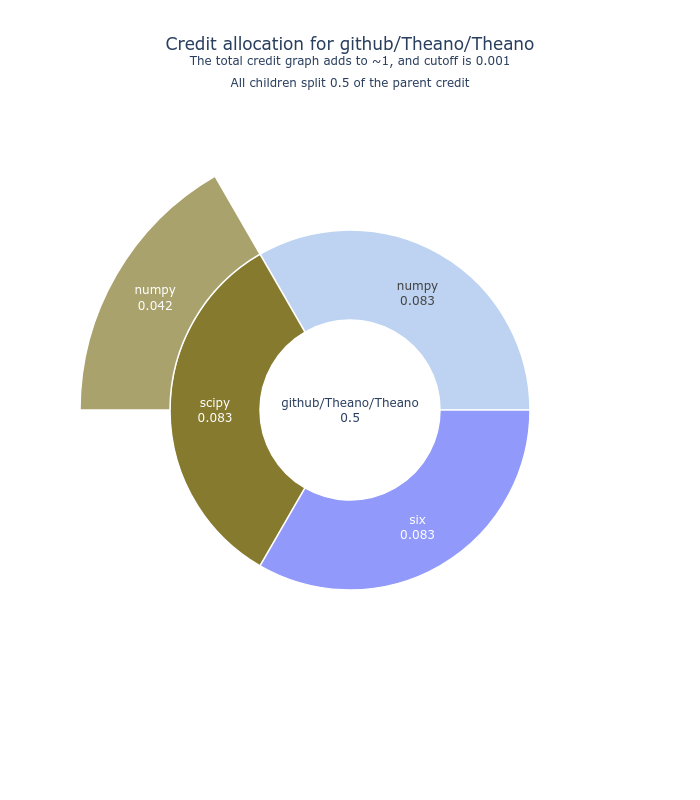 Credit allocation for github/Theano/Theano
The total credit graph adds to ~1, and cutoff is 0.001
All children split 0.5 of the parent credit
numpy
0.083
numpy
0.042
scipy
0.083
github/Theano/Theano
0.5
six
0.083